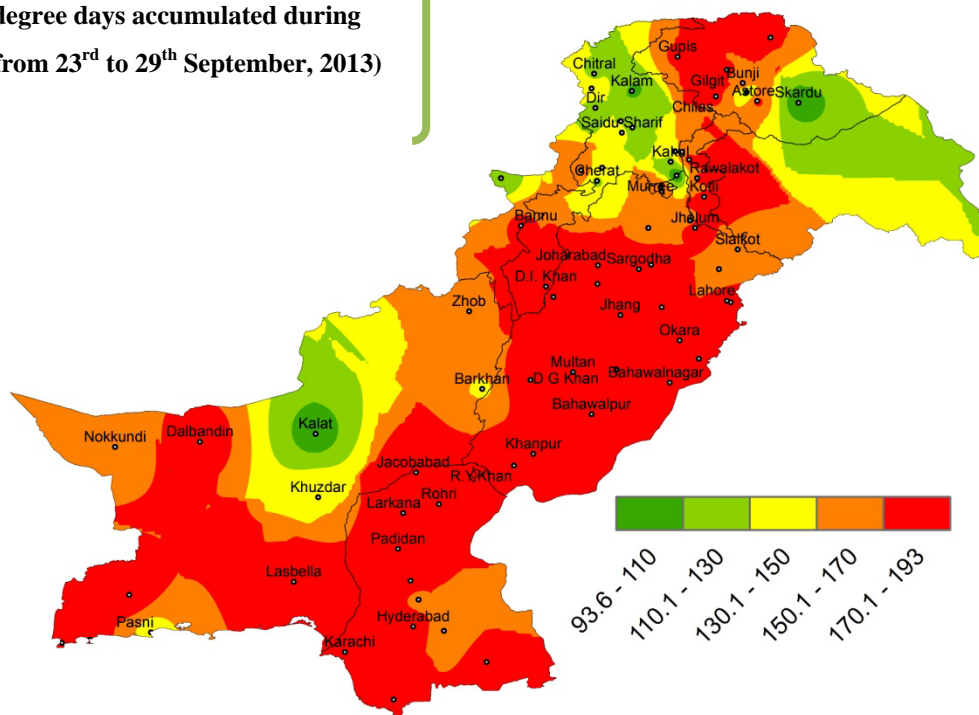 degree days accumulated during
from 23rd to 29th September, 2013)
Gupis
Chitral
Kalam
Gilgit
Bunji
Astore
Skardu
Dir
Chilas
Saidu Sharif
Kakul
Cherat
Rawalakot
Murree
Kotli
Bannu
Jhelum
Sialkot
Joharabad
Sargodha
D.I. Khan
Lahore
Zhob
Jhang
Okara
Multan
Barkhan
D G Khan
Bahawalnagar
Bahawalpur
Kalat
Nokkundi
Dalbandin
Khanpur
Jacobabad
R.Y.Khan
Khuzdar
Rohri
Larkana
Padidan
Lasbella
Pasni
Hyderabad
Karachi
93.6 - 110
110.1 - 130
130.1 - 150
150.1 - 170
170.1 - 193